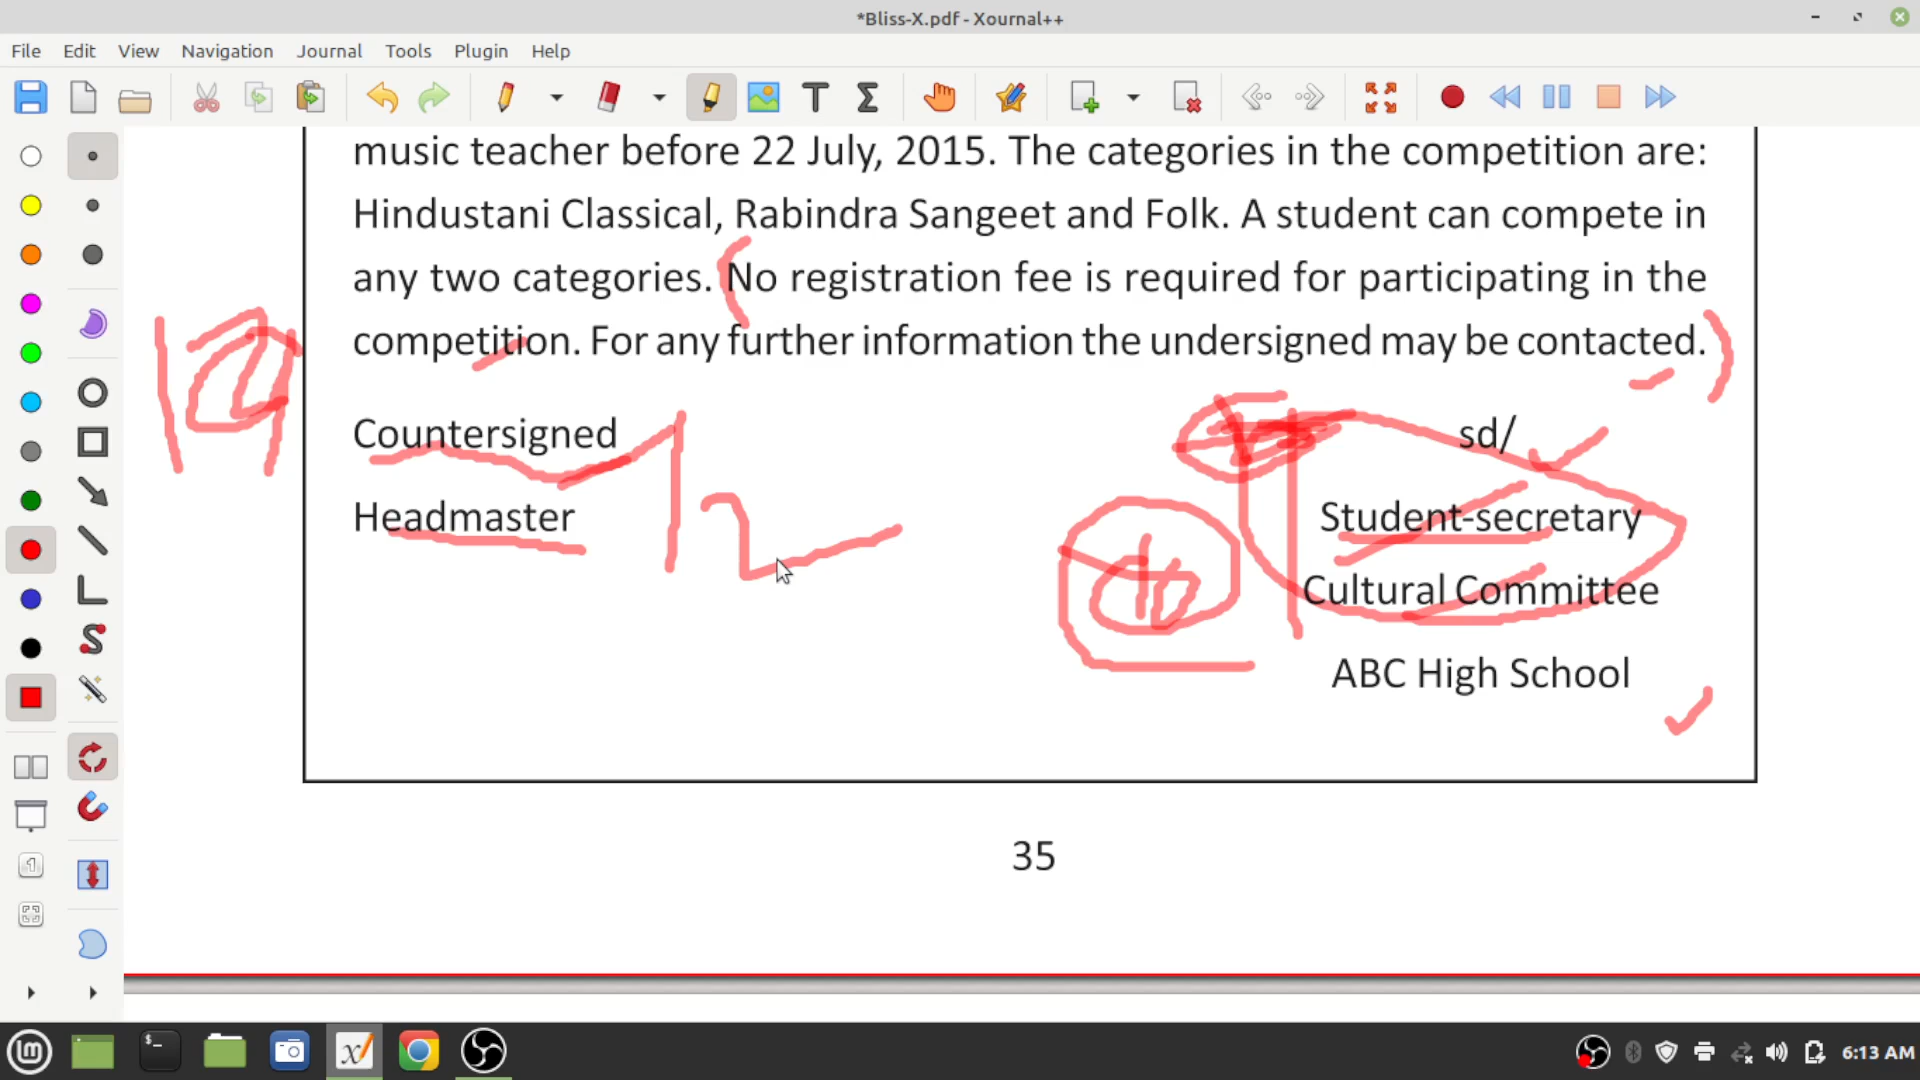 *Bliss-X.pdf - Xournal++
File Edit View Navigation Journal Tools Plugin Help
music teacher before 22 July, 2015. The categories in the competition are:
Hindustani Classical, Rabindra Sangeet and Folk. A student can compete in
any two categories. No registration fee is required for participating in the
competition. For any further information the undersigned may be contacted.
Countersigned
sd/
Headmaster
Student-secretary
Cultural Committee
ABC High School
35
6:13 AM